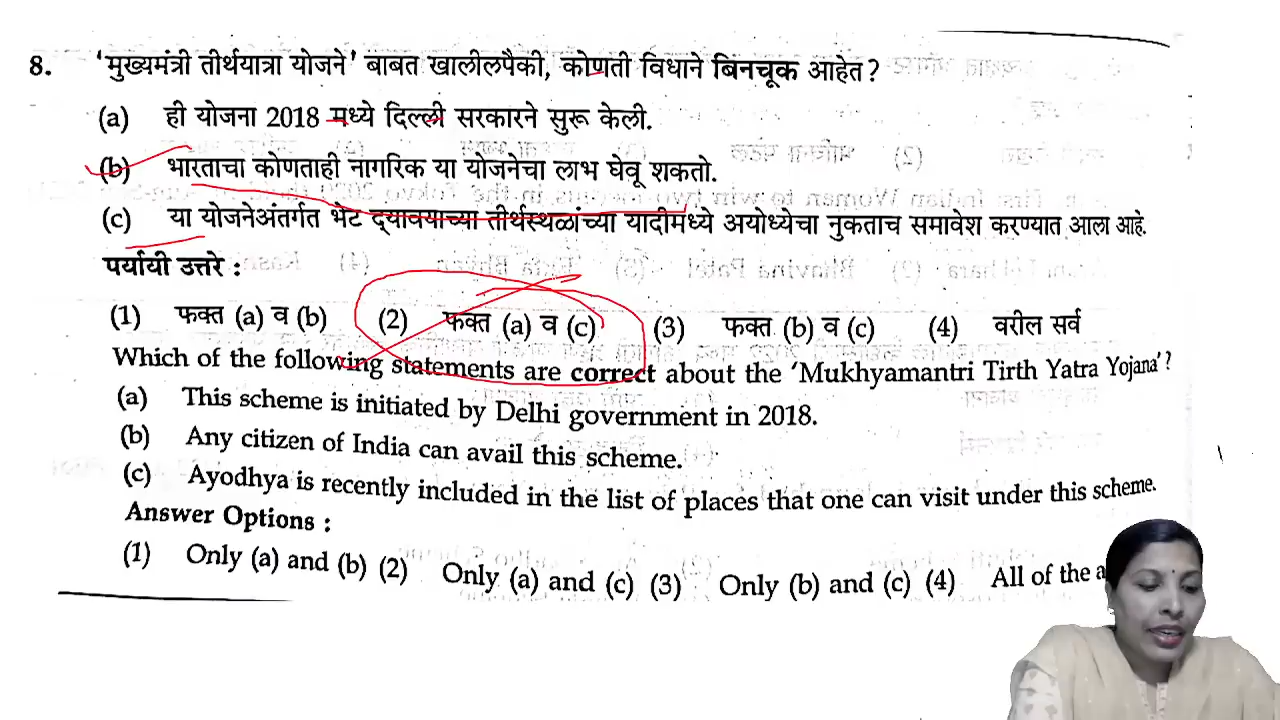 8. 'मुख्यमंत्री तीर्थयात्रा योजने' बाबत खालीलपैकी, कोणती विधाने बिनचूक आहेत?
(a) ही योजना 2018 मध्ये दिल्ली सरकारने सुरू केली.
(b) भारताचा कोणताही नागरिक या योजनेचा लाभ घेवू शकतो.
(c) या योजनेअंतर्गत भेट द्यावयाच्या तीर्थस्थळांच्या यादीमध्ये अयोध्येचा नुकताच समावेश करण्यात आला आहे.
पर्यायी उत्तरे :
(1) फक्त (a) व (b) (2) फक्त (a) व (c) (3) फक्त (b) व (c) (4) वरील सर्व
Which of the following statements are correct about the 'Mukhyamantri Tirth Yatra Yojana'?
(a) This scheme is initiated by Delhi government in 2018.
(b) Any citizen of India can avail this scheme.
(c) Ayodhya is recently included in the list of places that one can visit under this scheme.
Answer Options :
(1) Only (a) and (b) (2) Only (a) and (c) (3) Only (b) and (c) (4) All of the a